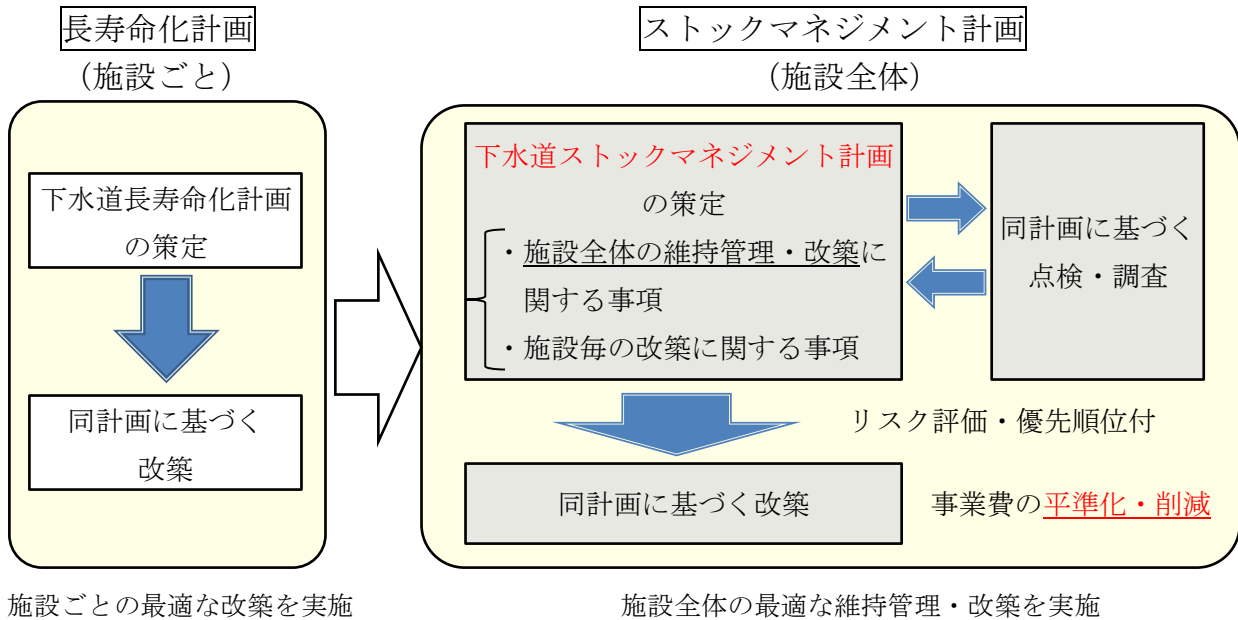 長寿命化計画
(施設ごと)
下水道長寿命化計画
の策定
同計画に基づく
改築
施設ごとの最適な改築を実施
ストックマネジメント計画
(施設全体)
下水道ストックマネジメント計画
の策定
・施設全体の維持管理・改築に
関する事項
・施設毎の改築に関する事項
同計画に基づく
点検・調査
リスク評価・優先順位付
同計画に基づく改築
事業費の平準化・削減
施設全体の最適な維持管理・改築を実施